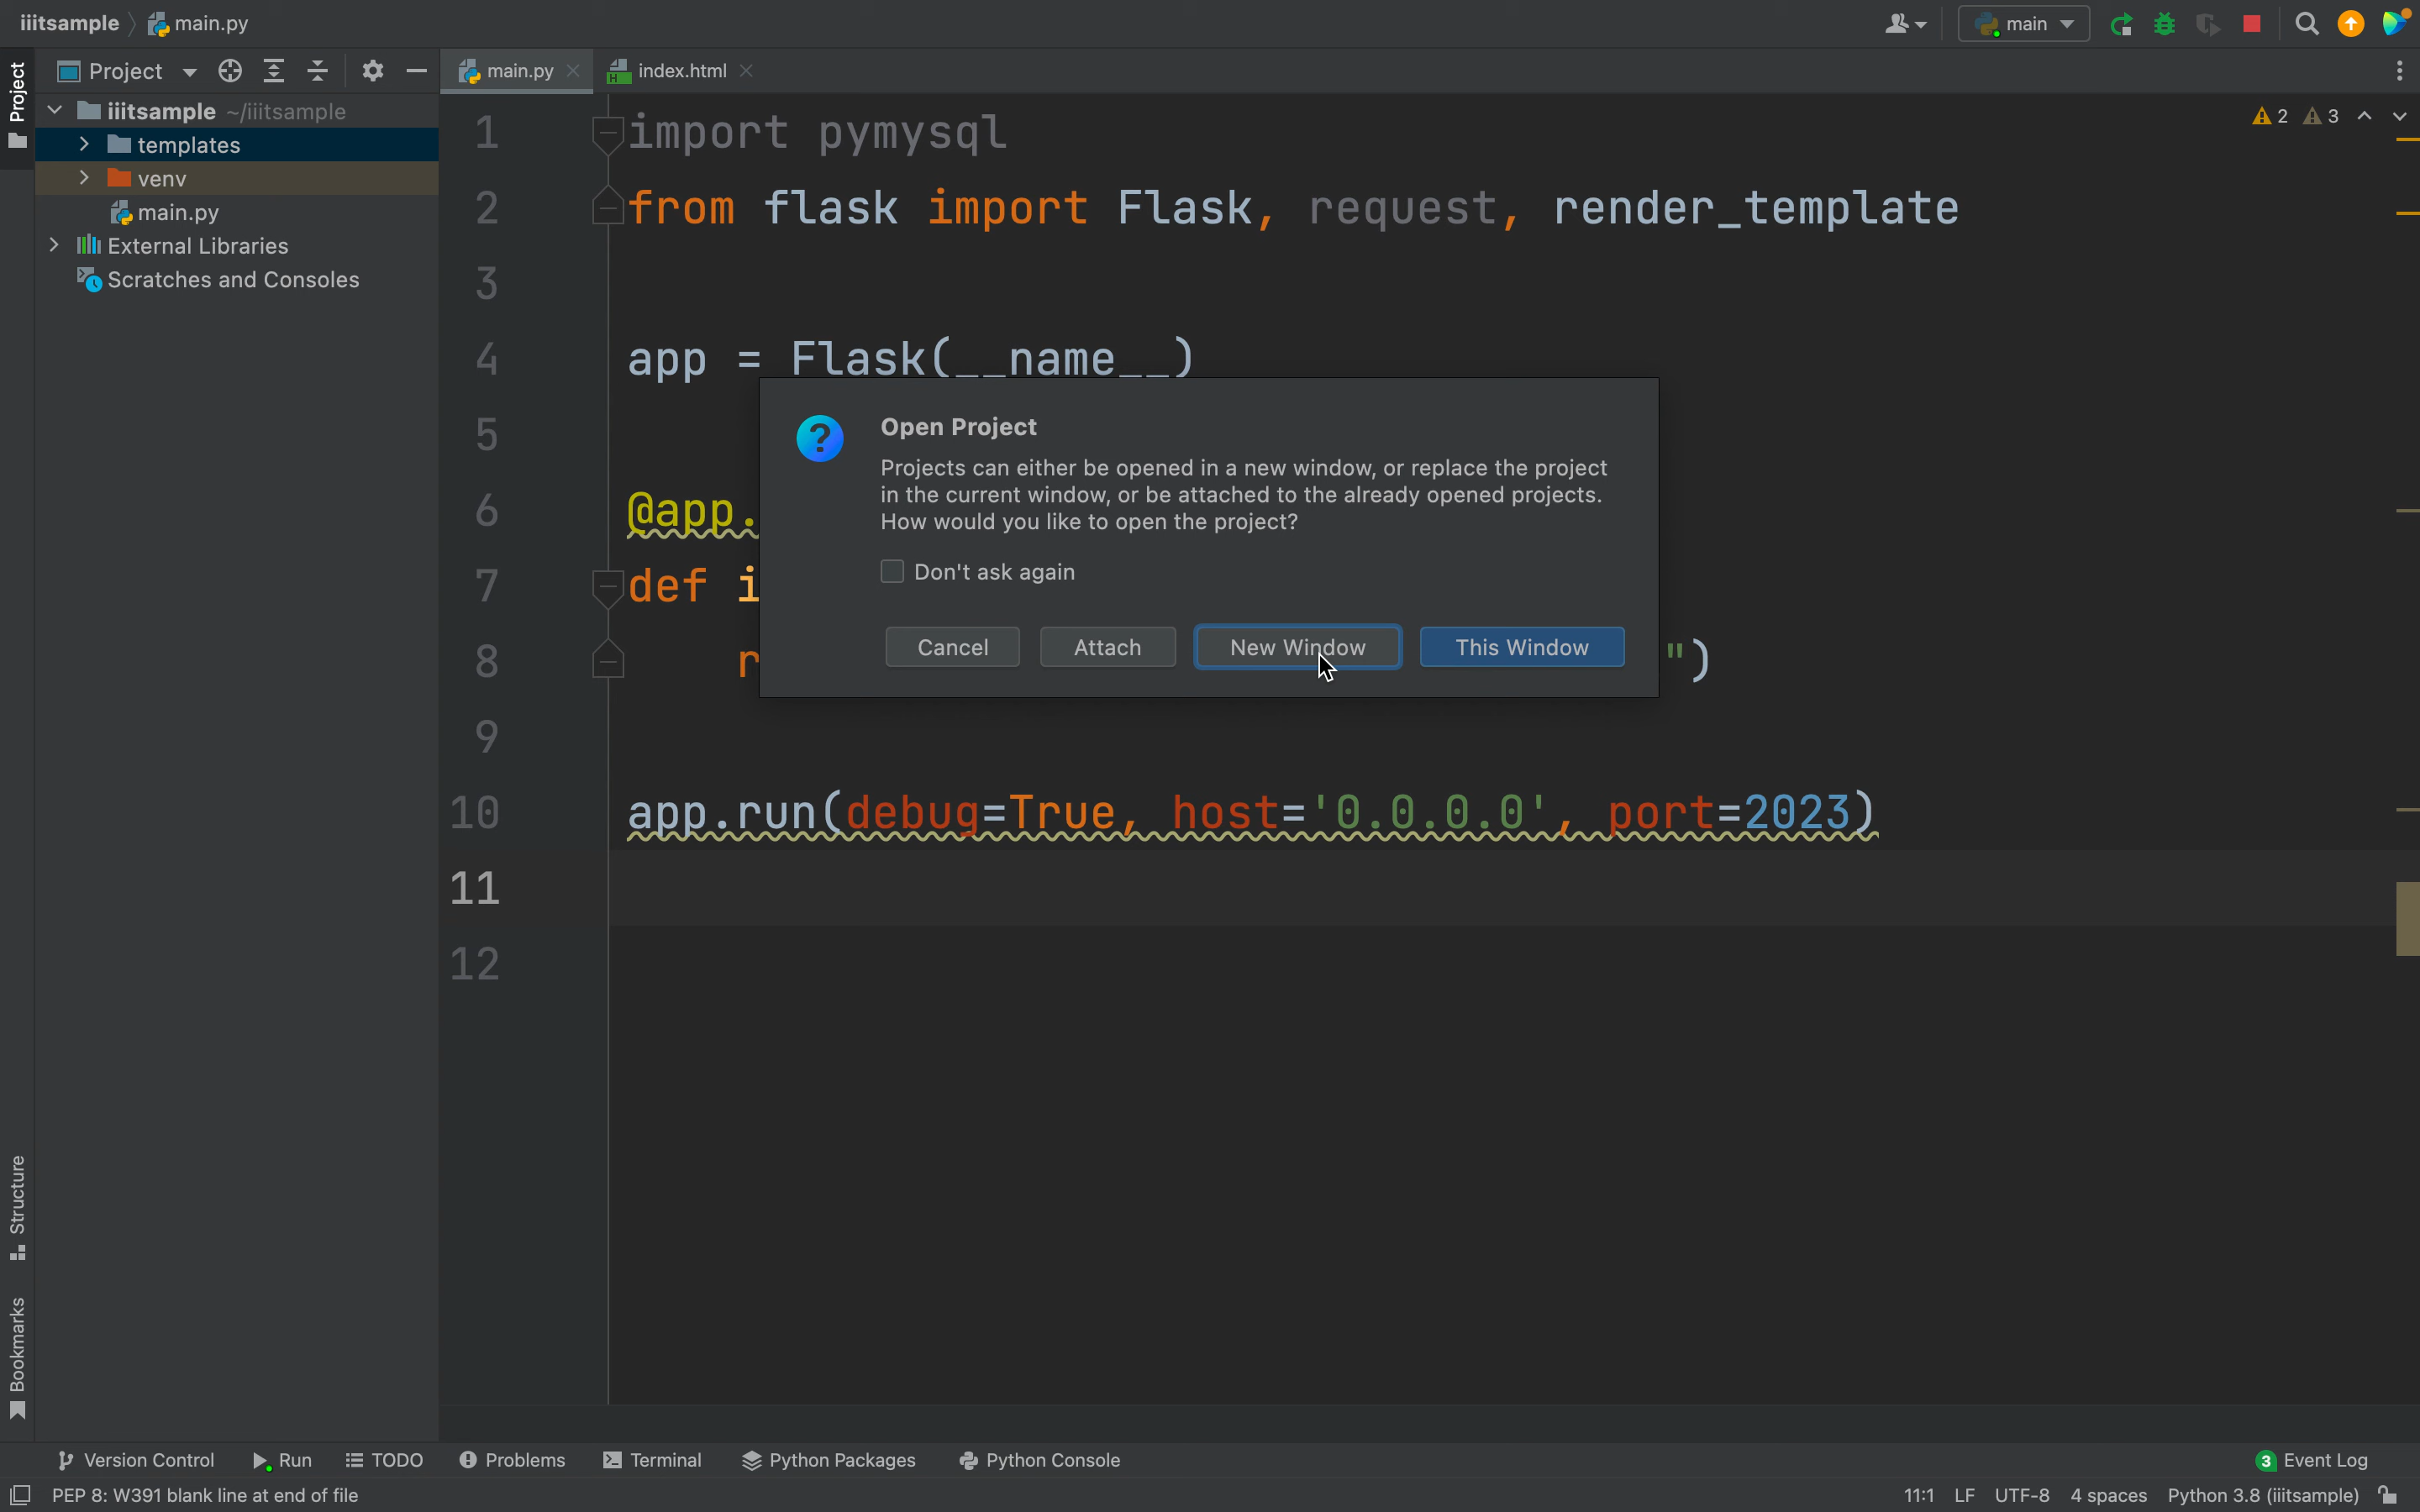 iiitsample main.py main
Project
Project
main.py index.html
iiitsample ~/iiitsample
templates
venv
main.py
External Libraries
Scratches and Consoles
2 3
1 import pymysql
2 from flask import Flask, request, render_template
3
4 app = Flask(__name__)
5
6 @app.
7 def i
8 r ")
9
10 app.run(debug=True, host='0.0.0.0', port=2023)
11
12
Open Project
Projects can either be opened in a new window, or replace the project
in the current window, or be attached to the already opened projects.
How would you like to open the project?
Don't ask again
Cancel Attach New Window This Window
Structure
Bookmarks
Version Control Run TODO Problems Terminal Python Packages Python Console 3 Event Log
PEP 8: W391 blank line at end of file 11:1 LF UTF-8 4 spaces Python 3.8 (iiitsample)